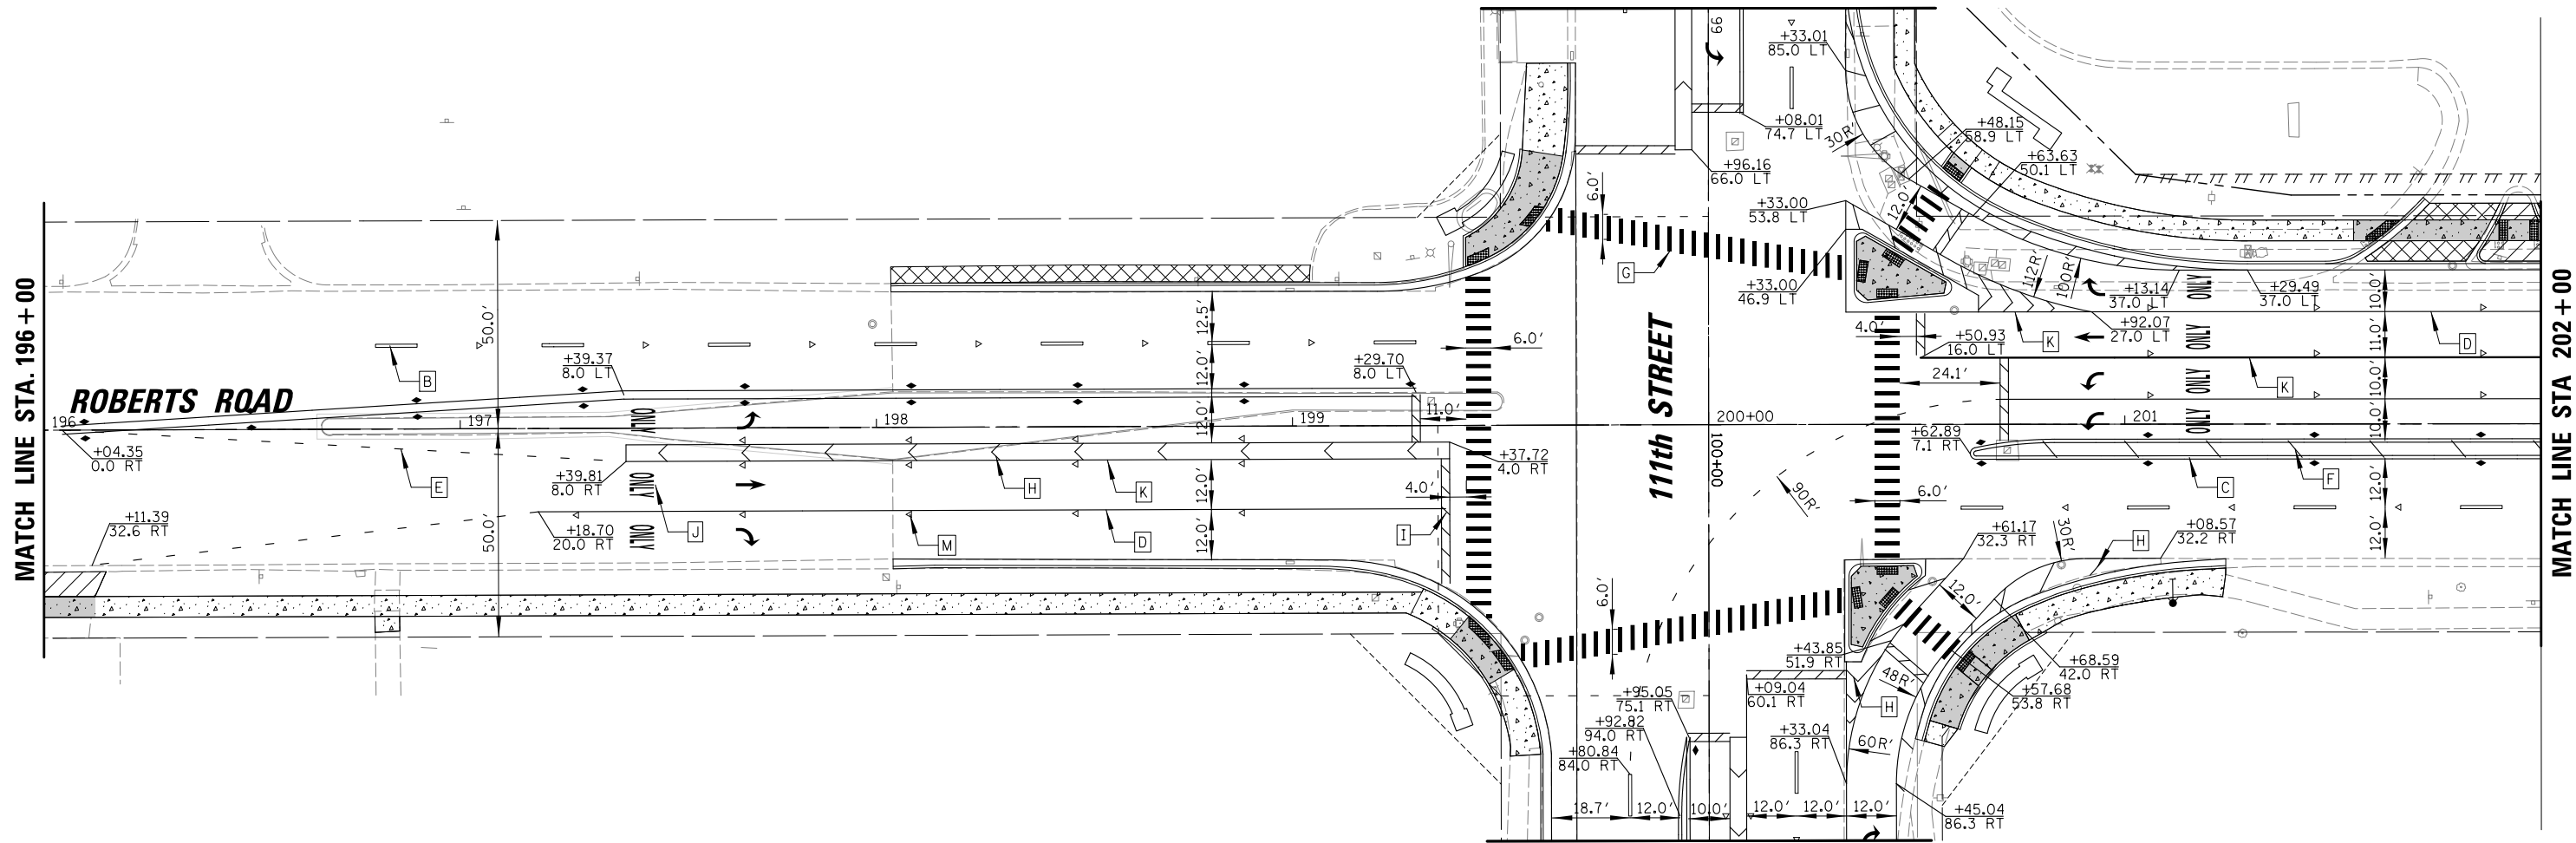 MATCH LINE STA. 196+00
ROBERTS ROAD
196
197
198
199
200+00
201
100+00
99
111th STREET
MATCH LINE STA 202+00
50.0'
50.0'
+04.35
0.0 RT
+11.39
32.6 RT
+39.37
8.0 LT
+39.81
8.0 RT
+18.70
20.0 RT
ONLY
ONLY
ONLY
B
E
J
H
K
M
D
I
12.5'
12.0'
12.0'
12.0'
12.0'
+29.70
8.0 LT
11.0'
4.0'
6.0'
+37.72
4.0 RT
6.0'
G
6.0'
+33.01
85.0 LT
+08.01
74.7 LT
+96.16
66.0 LT
30R'
+48.15
58.9 LT
+63.63
50.1 LT
12.0'
+33.00
53.8 LT
+33.00
46.9 LT
112R'
100R'
+13.14
37.0 LT
+29.49
37.0 LT
+92.07
27.0 LT
4.0'
+50.93
16.0 LT
K
ONLY
ONLY
ONLY
ONLY
10.0'
11.0'
10.0'
10.0'
12.0'
12.0'
D
K
24.1'
+62.89
7.1 RT
C
F
6.0'
90R'
+61.17
32.3 RT
30R'
+08.57
32.2 RT
H
12.0'
+43.85
51.9 RT
48R'
+68.59
42.0 RT
+57.68
53.8 RT
+95.05
75.1 RT
+92.82
94.0 RT
+80.84
84.0 RT
+09.04
60.1 RT
H
+33.04
86.3 RT
60R'
+45.04
86.3 RT
18.7'
12.0'
10.0'
12.0'
12.0'
12.0'